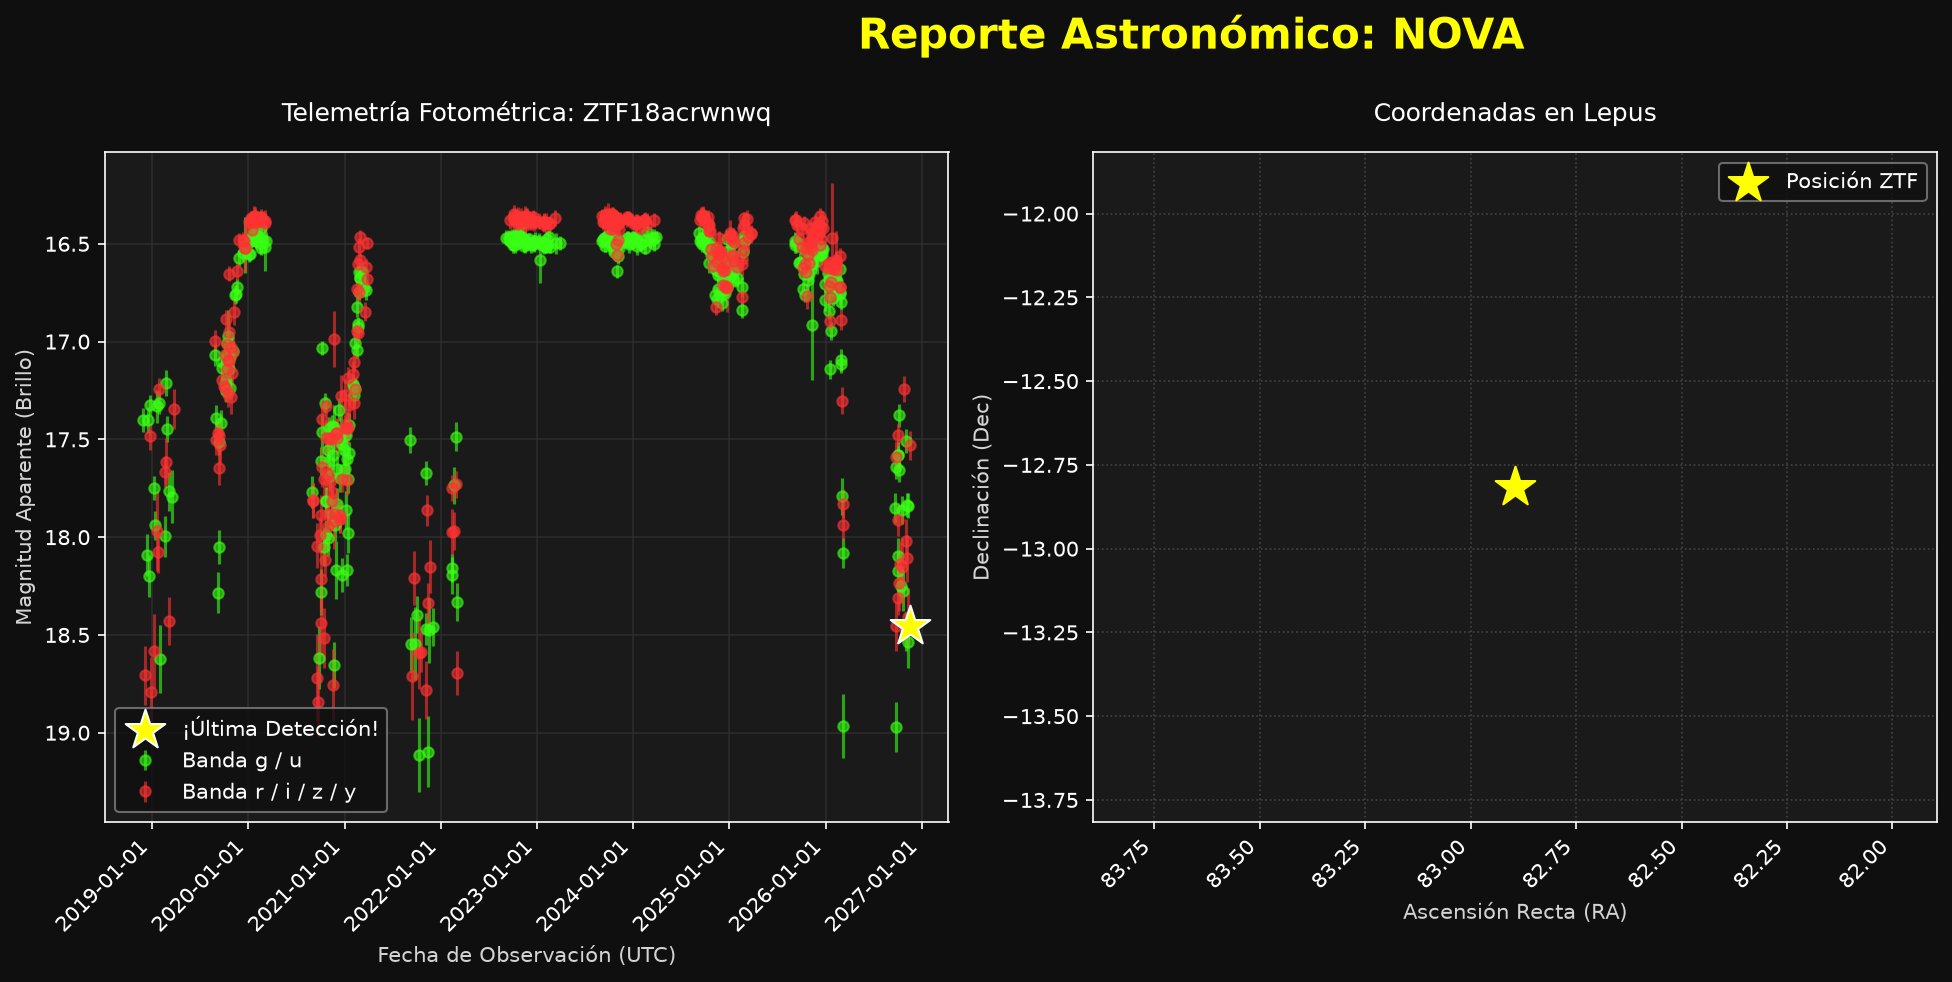 Reporte Astronómico: NOVA
Telemetría Fotométrica: ZTF18acrwnwq
Magnitud Aparente (Brillo)
16.5
17.0
17.5
18.0
18.5
19.0
¡Última Detección!
Banda g / u
Banda r / i / z / y
2019-01-01
2020-01-01
2021-01-01
2022-01-01
2023-01-01
2024-01-01
2025-01-01
2026-01-01
2027-01-01
Fecha de Observación (UTC)
Coordenadas en Lepus
Posición ZTF
Declinación (Dec)
−12.00
−12.25
−12.50
−12.75
−13.00
−13.25
−13.50
−13.75
83.75
83.50
83.25
83.00
82.75
82.50
82.25
82.00
Ascensión Recta (RA)